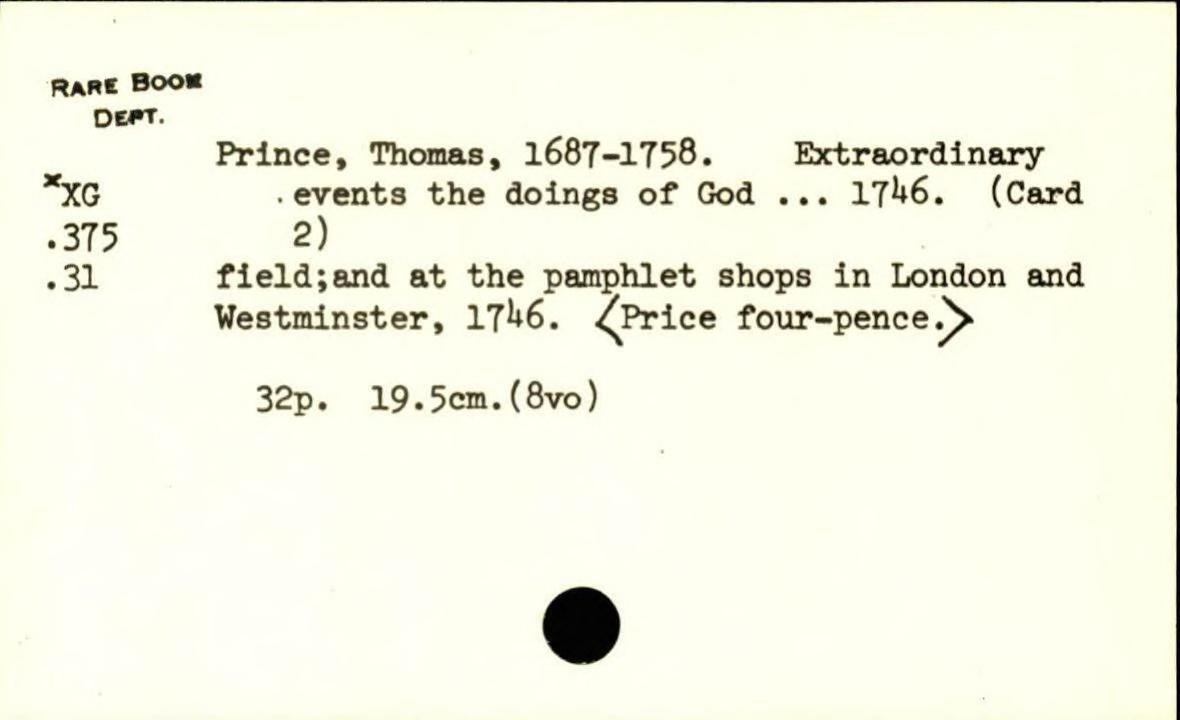 RARE BOOK
DEPT.
Prince, Thomas, 1687-1758. Extraordinary
*XG events the doings of God ... 1746. (Card
.375 2)
.31 field;and at the pamphlet shops in London and
Westminster, 1746. <Price four-pence.>
32p. 19.5cm.(8vo)